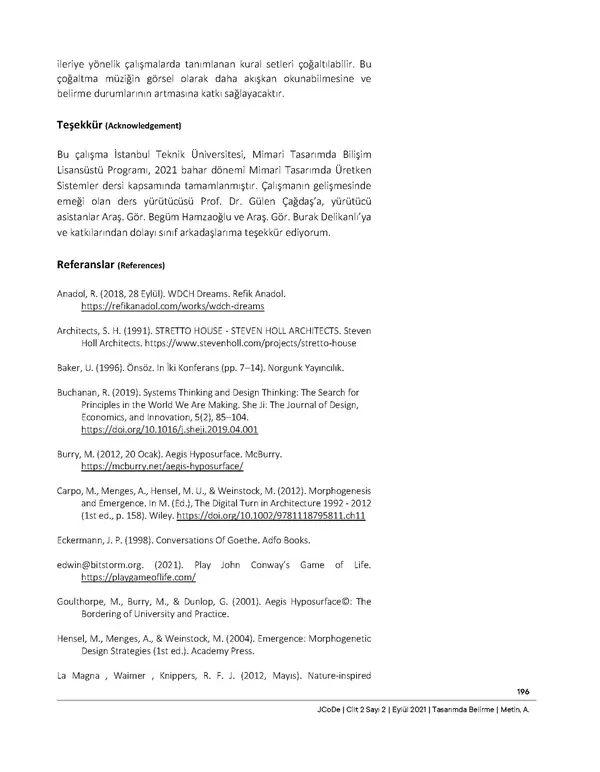 ileriye yönelik çalışmalarda tanımlanan kural setleri çoğaltılabilir. Bu
çoğaltma müziğin görsel olarak daha akışkan okunabilmesine ve
belirme durumlarının artmasına katkı sağlayacaktır.
Teşekkür (Acknowledgement)
Bu çalışma İstanbul Teknik Üniversitesi, Mimari Tasarımda Bilişim
Lisansüstü Programı, 2021 bahar dönemi Mimari Tasarımda Üretken
Sistemler dersi kapsamında tamamlanmıştır. Çalışmanın gelişmesinde
emeği olan ders yürütücüsü Prof. Dr. Gülen Çağdaş'a, yürütücü
asistanlar Araş. Gör. Begüm Hamzaoğlu ve Araş. Gör. Burak Delikanlı'ya
ve katkılarından dolayı sınıf arkadaşlarıma teşekkür ediyorum.
Referanslar (References)
Anadol, R. (2018, 28 Eylül). WDCH Dreams. Refik Anadol.
https://refikanadol.com/works/wdch-dreams
Architects, S. H. (1991). STRETTO HOUSE - STEVEN HOLL ARCHITECTS. Steven
Holl Architects. https://www.stevenholl.com/projects/stretto-house
Baker, U. (1996). Önsöz. In İki Konferans (pp. 7–14). Norgunk Yayıncılık.
Buchanan, R. (2019). Systems Thinking and Design Thinking: The Search for
Principles in the World We Are Making. She Ji: The Journal of Design,
Economics, and Innovation, 5(2), 85–104.
https://doi.org/10.1016/j.sheji.2019.04.001
Burry, M. (2012, 20 Ocak). Aegis Hyposurface. McBurry.
https://mcburry.net/aegis-hyposurface/
Carpo, M., Menges, A., Hensel, M. U., & Weinstock, M. (2012). Morphogenesis
and Emergence. In M. (Ed.), The Digital Turn in Architecture 1992 - 2012
(1st ed., p. 158). Wiley. https://doi.org/10.1002/9781118795811.ch11
Eckermann, J. P. (1998). Conversations Of Goethe. Adfo Books.
edwin@bitstorm.org. (2021). Play John Conway's Game of Life.
https://playgameoflife.com/
Goulthorpe, M., Burry, M., & Dunlop, G. (2001). Aegis Hyposurface©: The
Bordering of University and Practice.
Hensel, M., Menges, A., & Weinstock, M. (2004). Emergence: Morphogenetic
Design Strategies (1st ed.). Academy Press.
La Magna , Waimer , Knippers, R. F. J. (2012, Mayıs). Nature-inspired
196
JCoDe | Cilt 2 Sayı 2 | Eylül 2021 | Tasarımda Belirme | Metin, A.